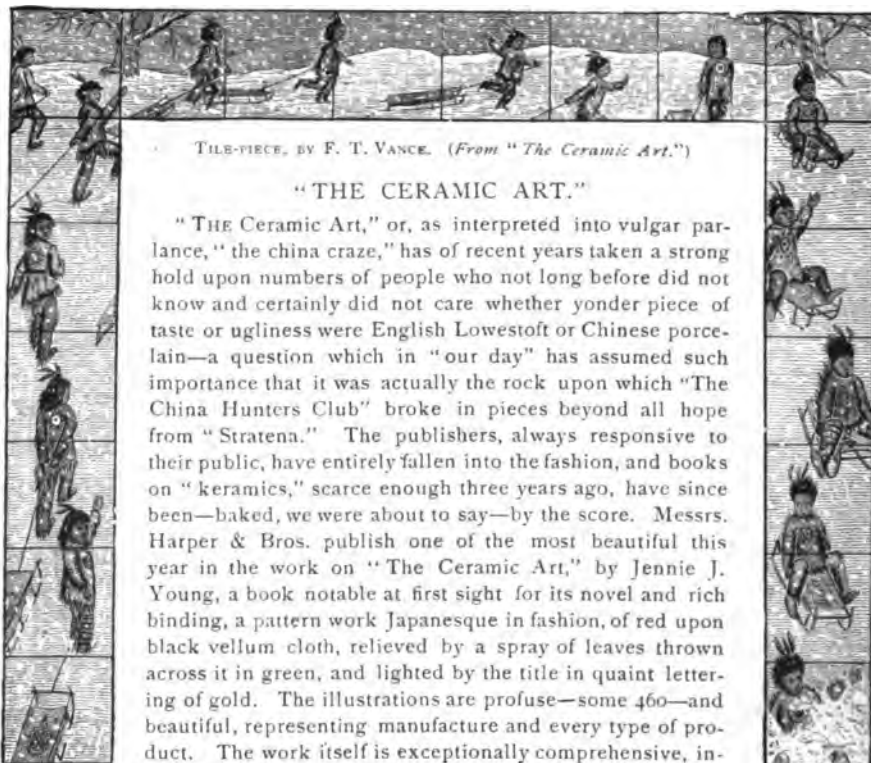 TILE-PIECE, BY F. T. VANCE. (From "The Ceramic Art.")
"THE CERAMIC ART."
"THE Ceramic Art," or, as interpreted into vulgar par-
lance, "the china craze," has of recent years taken a strong
hold upon numbers of people who not long before did not
know and certainly did not care whether yonder piece of
taste or ugliness were English Lowestoft or Chinese porce-
lain—a question which in "our day" has assumed such
importance that it was actually the rock upon which "The
China Hunters Club" broke in pieces beyond all hope
from "Stratena." The publishers, always responsive to
their public, have entirely fallen into the fashion, and books
on "keramics," scarce enough three years ago, have since
been—baked, we were about to say—by the score. Messrs.
Harper & Bros. publish one of the most beautiful this
year in the work on "The Ceramic Art," by Jennie J.
Young, a book notable at first sight for its novel and rich
binding, a pattern work Japanesque in fashion, of red upon
black vellum cloth, relieved by a spray of leaves thrown
across it in green, and lighted by the title in quaint letter-
ing of gold. The illustrations are profuse—some 460—and
beautiful, representing manufacture and every type of pro-
duct. The work itself is exceptionally comprehensive, in-